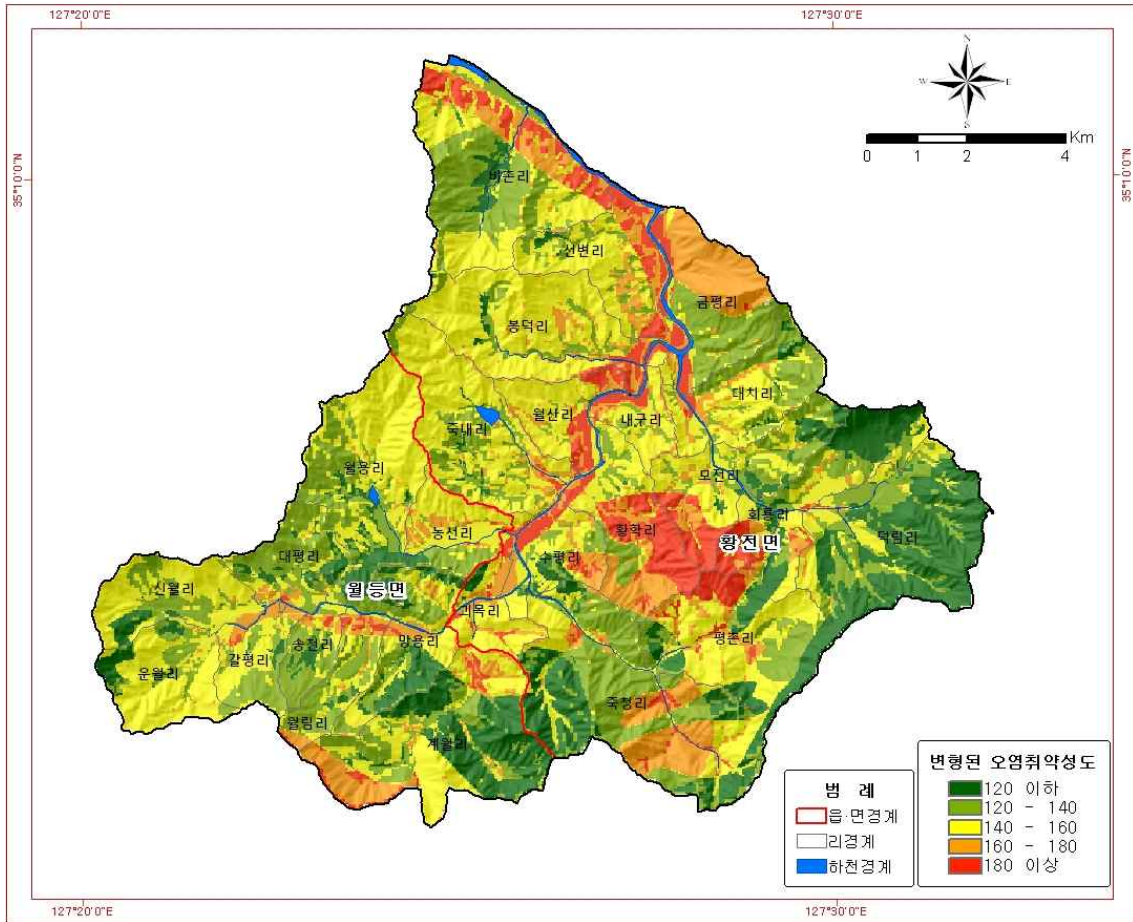 127°20'0"E
127°30'0"E
N
W
E
S
Km
0 1 2 4
35°10'0"N
35°10'0"N
비촌리
선변리
금평리
봉덕리
대치리
월산리
내구리
죽내리
월용리
모전리
회룡리
농선리
황학리
황전면
덕림리
수평리
대평리
신월리
월등면
괴목리
송천리
망용리
평촌리
갈평리
운월리
죽청리
월림리
계월리
범 례
읍·면경계
리경계
하천경계
변형된 오염취약성도
120 이하
120 - 140
140 - 160
160 - 180
180 이상
127°20'0"E
127°30'0"E